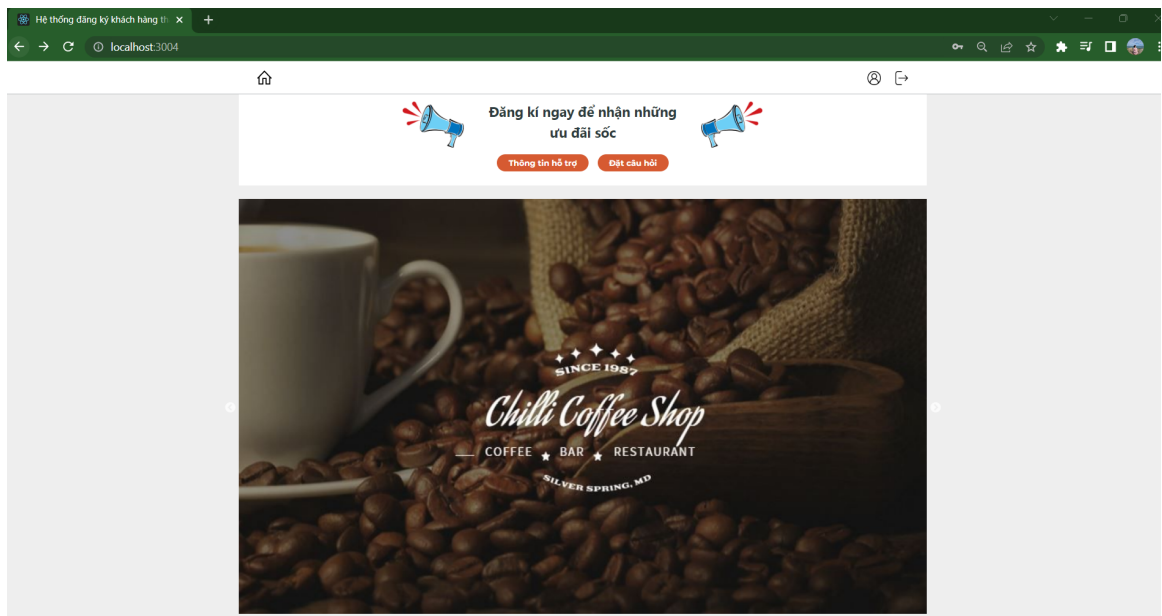 Hệ thống đăng ký khách hàng th
localhost:3004
Đăng kí ngay để nhận những
ưu đãi sốc
Thông tin hỗ trợ
Đặt câu hỏi
SINCE 1987
Chilli Coffee Shop
COFFEE BAR RESTAURANT
SILVER SPRING, MD